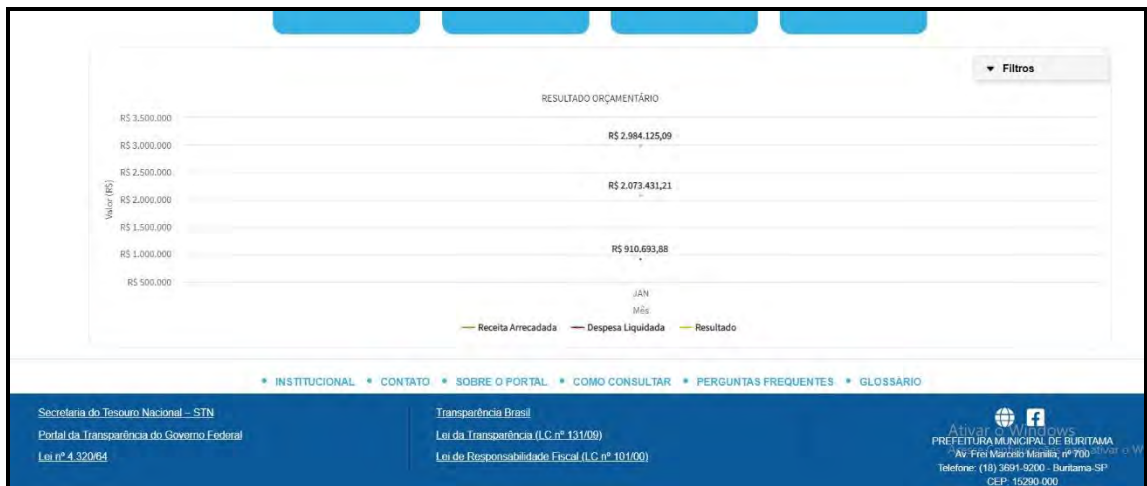 Filtros
RESULTADO ORÇAMENTÁRIO
R$ 3.500.000
R$ 3.000.000
R$ 2.500.000
R$ 2.000.000
R$ 1.500.000
R$ 1.000.000
R$ 500.000
Valor (R$)
R$ 2.984.125,09
R$ 2.073.431,21
R$ 910.693,88
JAN
Mês
Receita Arrecadada Despesa Liquidada Resultado
• INSTITUCIONAL • CONTATO • SOBRE O PORTAL • COMO CONSULTAR • PERGUNTAS FREQUENTES • GLOSSÁRIO
Secretaria do Tesouro Nacional – STN
Portal da Transparência do Governo Federal
Lei nº 4.320/64
Transparência Brasil
Lei da Transparência (LC nº 131/09)
Lei de Responsabilidade Fiscal (LC nº 101/00)
Ativar o Windows
PREFEITURA MUNICIPAL DE BURITAMA
Av. Frei Marcelo Manilia, nº 700
Telefone: (18) 3691-9200 - Buritama-SP
CEP: 15290-000